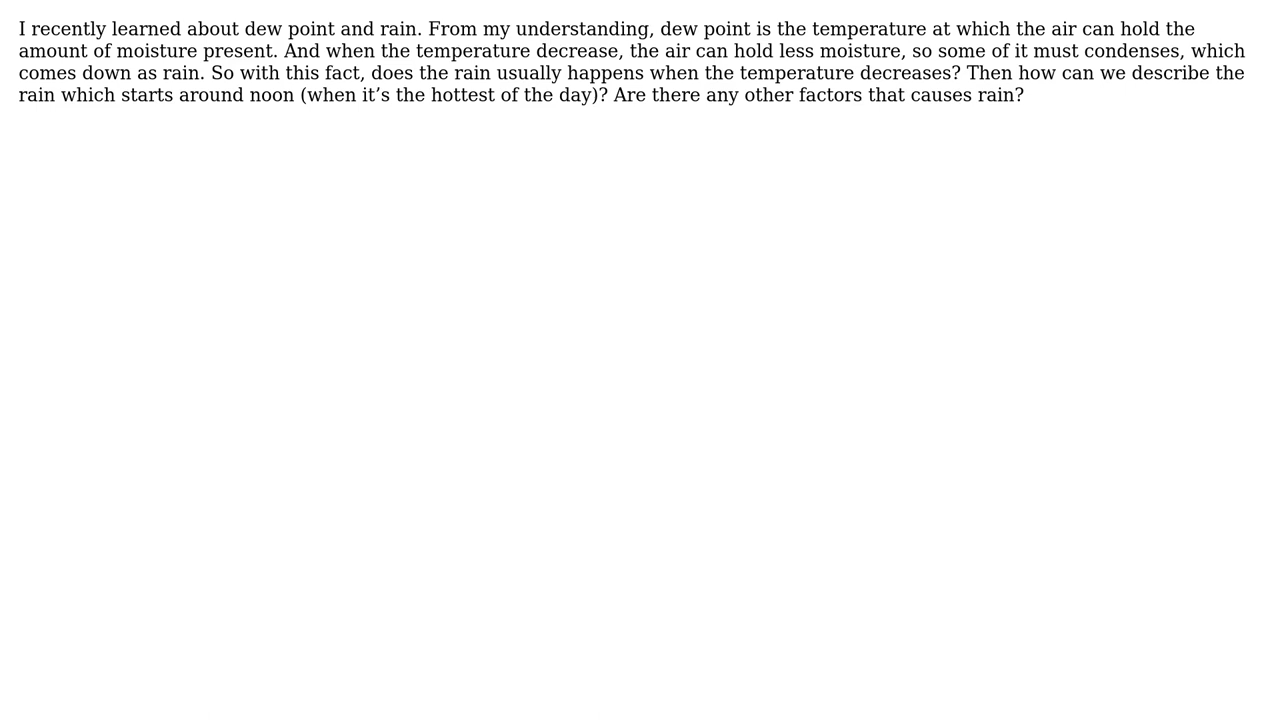 I recently learned about dew point and rain. From my understanding, dew point is the temperature at which the air can hold the
amount of moisture present. And when the temperature decrease, the air can hold less moisture, so some of it must condenses, which
comes down as rain. So with this fact, does the rain usually happens when the temperature decreases? Then how can we describe the
rain which starts around noon (when it’s the hottest of the day)? Are there any other factors that causes rain?